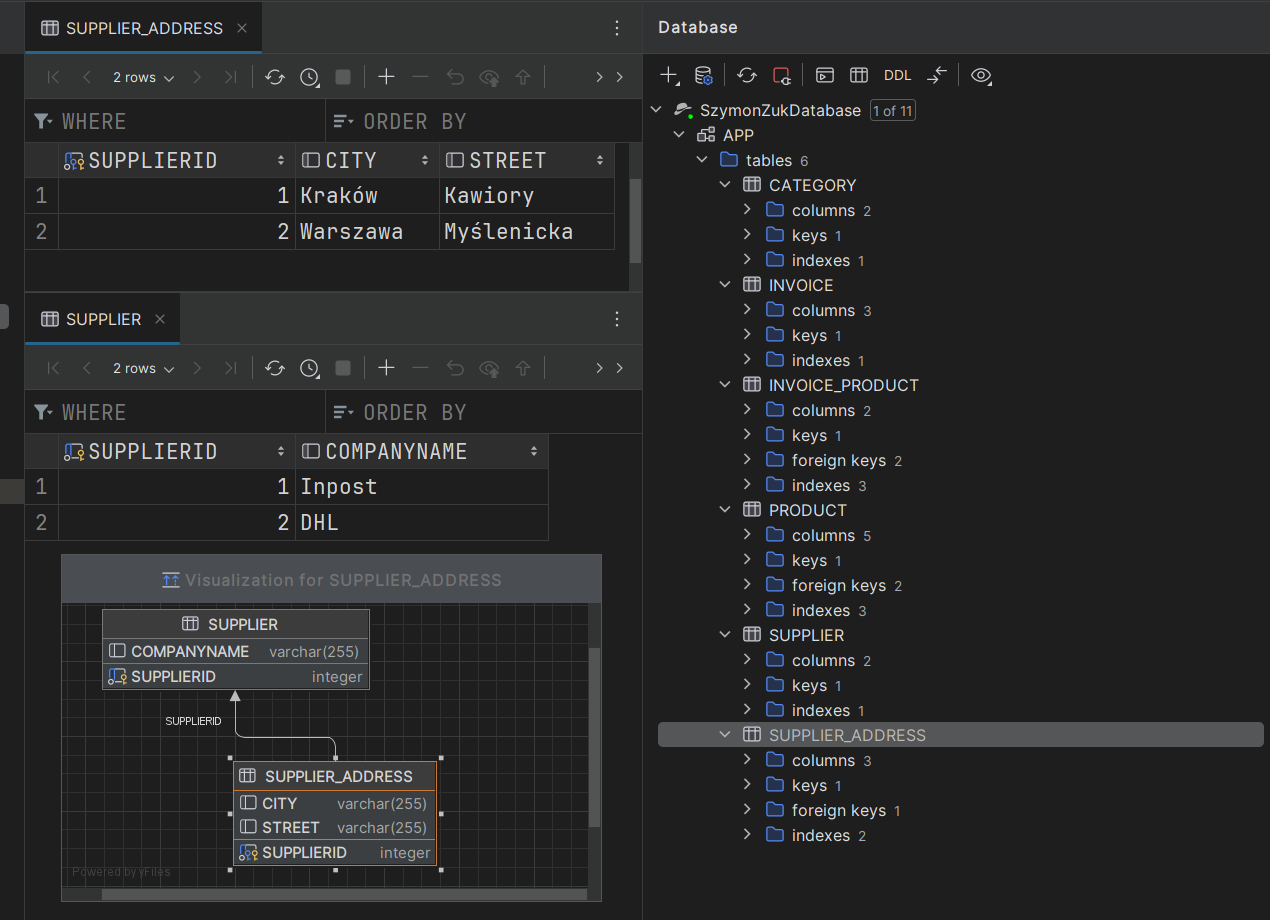 SUPPLIER_ADDRESS
2 rows
WHERE ORDER BY
SUPPLIERID CITY STREET
1 1 Kraków Kawiory
2 2 Warszawa Myślenicka
SUPPLIER
2 rows
WHERE ORDER BY
SUPPLIERID COMPANYNAME
1 1 Inpost
2 2 DHL
Visualization for SUPPLIER_ADDRESS
SUPPLIER
COMPANYNAME varchar(255)
SUPPLIERID integer
SUPPLIERID
SUPPLIER_ADDRESS
CITY varchar(255)
STREET varchar(255)
SUPPLIERID integer
Powered by yFiles
Database
DDL
SzymonZukDatabase 1 of 11
APP
tables 6
CATEGORY
columns 2
keys 1
indexes 1
INVOICE
columns 3
keys 1
indexes 1
INVOICE_PRODUCT
columns 2
keys 1
foreign keys 2
indexes 3
PRODUCT
columns 5
keys 1
foreign keys 2
indexes 3
SUPPLIER
columns 2
keys 1
indexes 1
SUPPLIER_ADDRESS
columns 3
keys 1
foreign keys 1
indexes 2